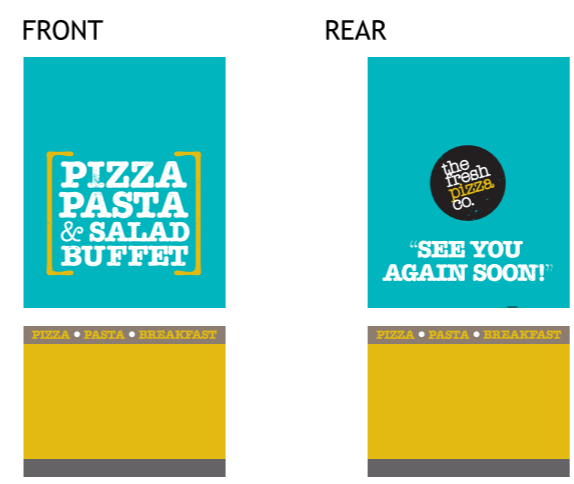 FRONT
REAR
PIZZA
PASTA
& SALAD
BUFFET
the
fresh
pizza
co.
“SEE YOU
AGAIN SOON!”
PIZZA • PASTA • BREAKFAST
PIZZA • PASTA • BREAKFAST